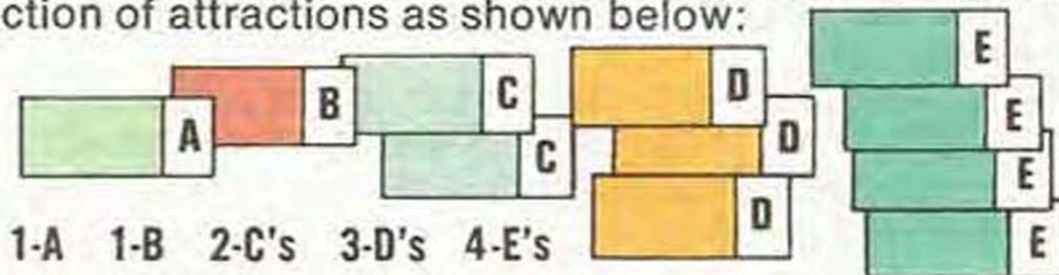 ction of attractions as shown below:
A B C C D D D E E E E
1-A 1-B 2-C's 3-D's 4-E's